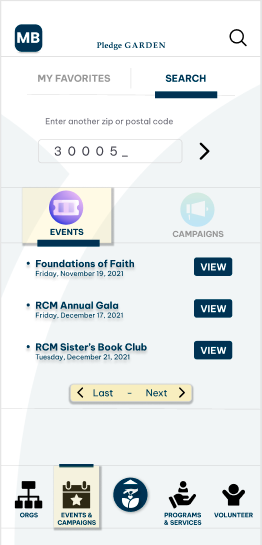 MB
Pledge GARDEN
MY FAVORITES
SEARCH
Enter another zip or postal code
30005_
EVENTS
CAMPAIGNS
Foundations of Faith
Friday, November 19, 2021
VIEW
RCM Annual Gala
Friday, December 17, 2021
VIEW
RCM Sister's Book Club
Tuesday, December 21, 2021
VIEW
Last - Next
ORGS
EVENTS &
CAMPAIGNS
PROGRAMS
& SERVICES
VOLUNTEER